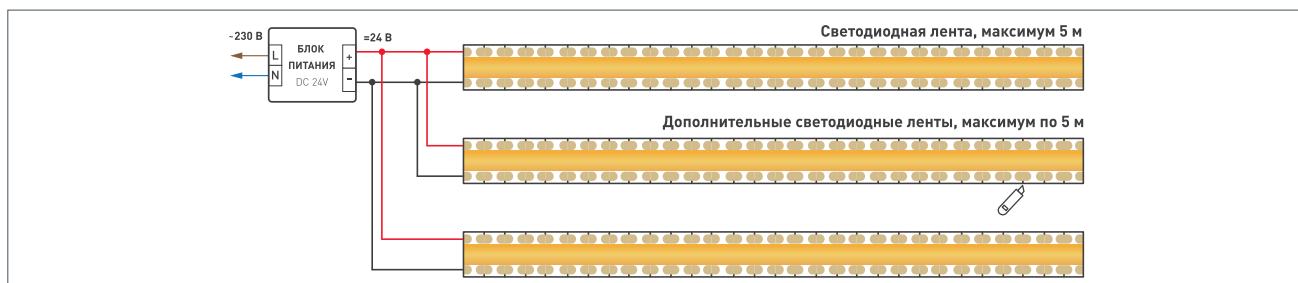 ~230 В
БЛОК
ПИТАНИЯ
DC 24V
L
N
+
-
=24 В
Светодиодная лента, максимум 5 м
Дополнительные светодиодные ленты, максимум по 5 м